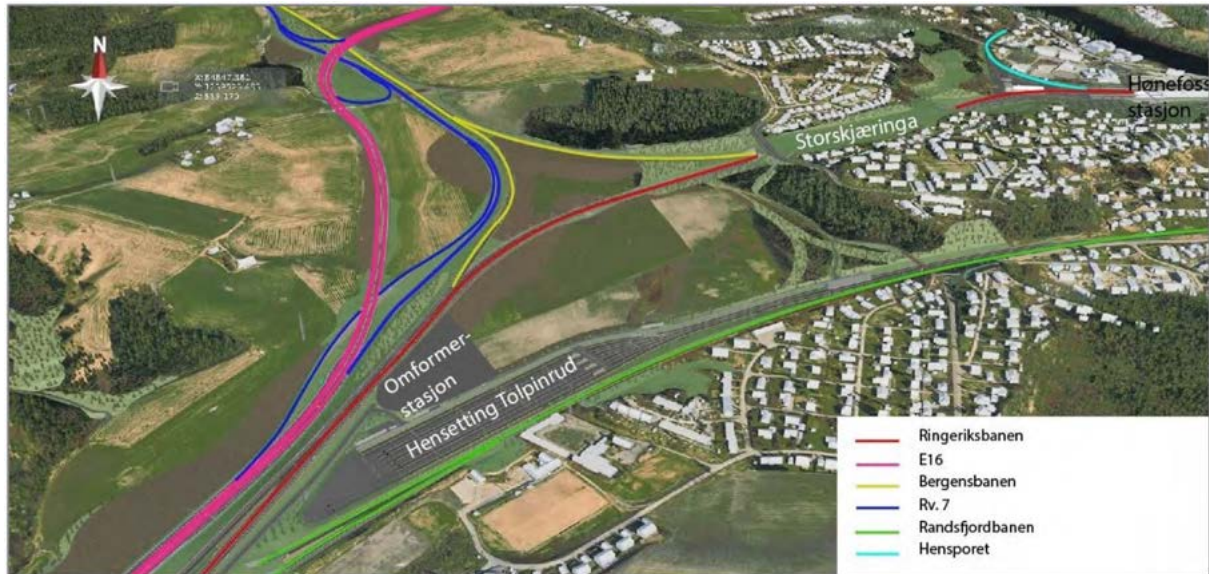 N
Hønefoss
stasjon
Storskjæringa
Omformer-
stasjon
Hensetting Tolpinrud
Ringeriksbanen
E16
Bergensbanen
Rv. 7
Randsfjordbanen
Hensporet